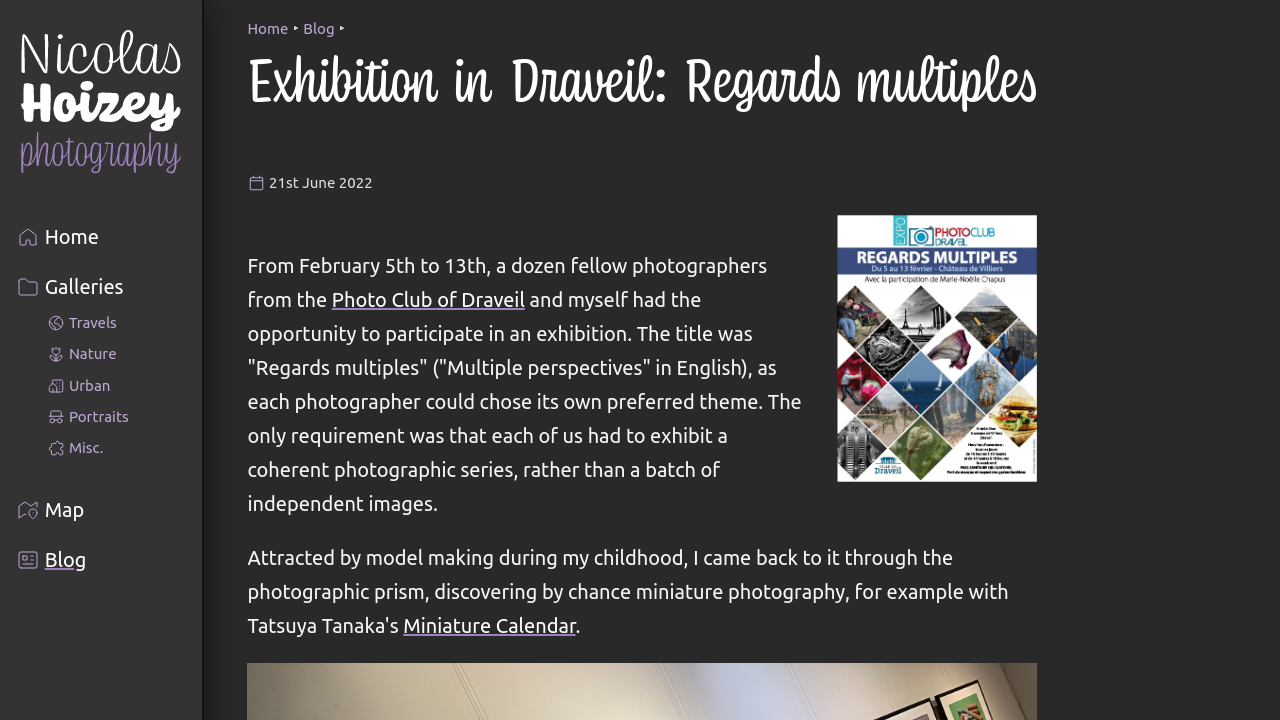 Nicolas
Hoizey
photography
Home
Galleries
Travels
Nature
Urban
Portraits
Misc.
Map
Blog
Home ‣ Blog ‣
Exhibition in Draveil: Regards multiples
21st June 2022
EXPO
PHOTOCLUB
DRAVEIL
REGARDS MULTIPLES
Du 5 au 13 février - Château de Villiers
Avec la participation de Marie-Noëlle Chapus
Draveil
From February 5th to 13th, a dozen fellow photographers
from the Photo Club of Draveil and myself had the
opportunity to participate in an exhibition. The title was
"Regards multiples" ("Multiple perspectives" in English), as
each photographer could chose its own preferred theme. The
only requirement was that each of us had to exhibit a
coherent photographic series, rather than a batch of
independent images.
Attracted by model making during my childhood, I came back to it through the
photographic prism, discovering by chance miniature photography, for example with
Tatsuya Tanaka's Miniature Calendar.